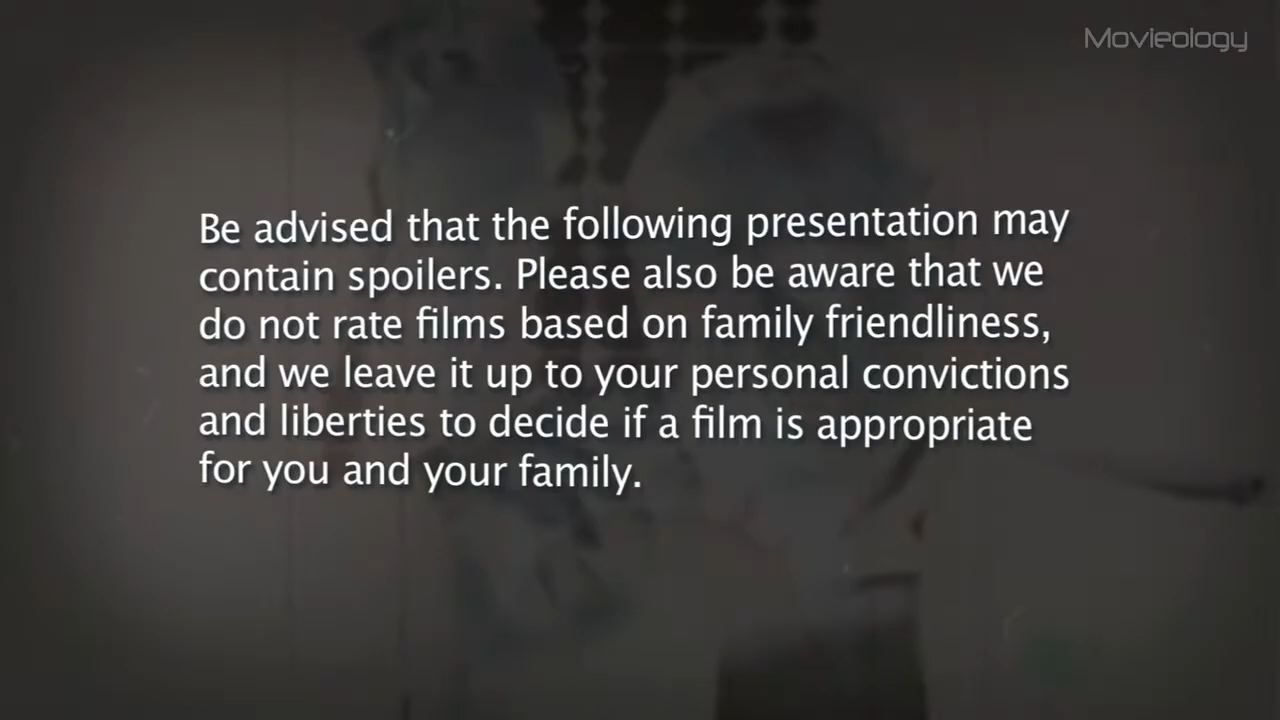 Movieology
Be advised that the following presentation may
contain spoilers. Please also be aware that we
do not rate films based on family friendliness,
and we leave it up to your personal convictions
and liberties to decide if a film is appropriate
for you and your family.